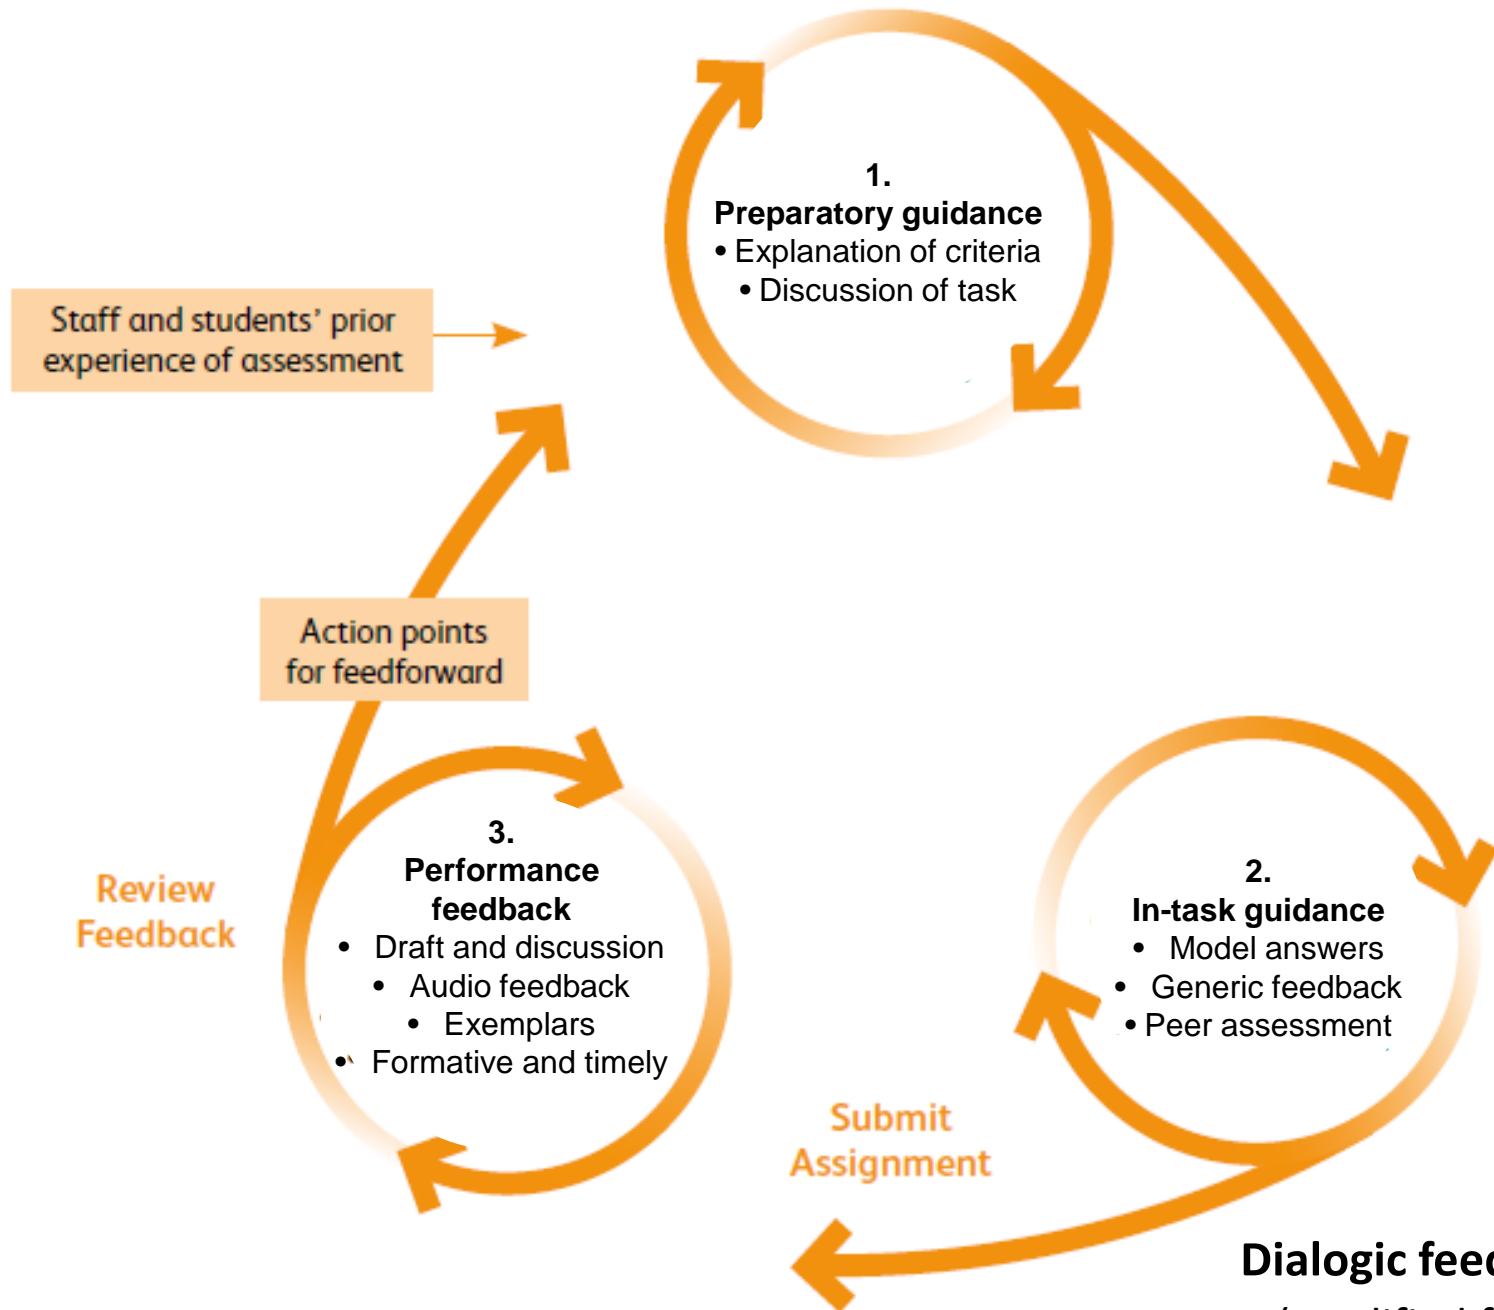 1.
Preparatory guidance
• Explanation of criteria
• Discussion of task
Staff and students’ prior
experience of assessment
Action points
for feedforward
Review
Feedback
3.
Performance
feedback
• Draft and discussion
• Audio feedback
• Exemplars
• Formative and timely
2.
In-task guidance
• Model answers
• Generic feedback
• Peer assessment
Submit
Assignment
Dialogic